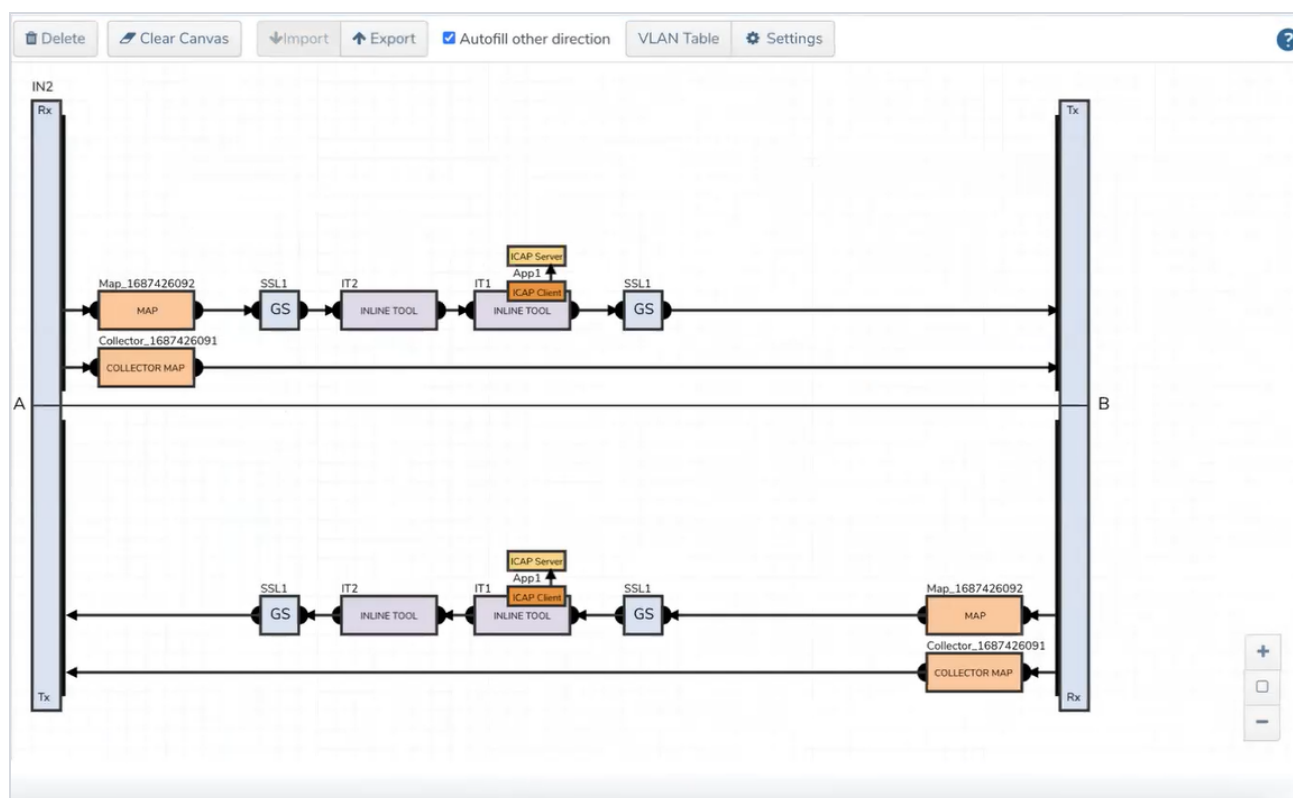 Delete Clear Canvas Import Export Autofill other direction VLAN Table Settings ?
IN2
Rx Tx
ICAP Server
Map_1687426092 SSL1 IT2 IT1 App1 SSL1
ICAP Client
MAP GS INLINE TOOL INLINE TOOL GS
Collector_1687426091
COLLECTOR MAP
A B
ICAP Server
SSL1 IT2 IT1 App1 SSL1 Map_1687426092
ICAP Client
GS INLINE TOOL INLINE TOOL GS MAP
Collector_1687426091
COLLECTOR MAP
Tx Rx